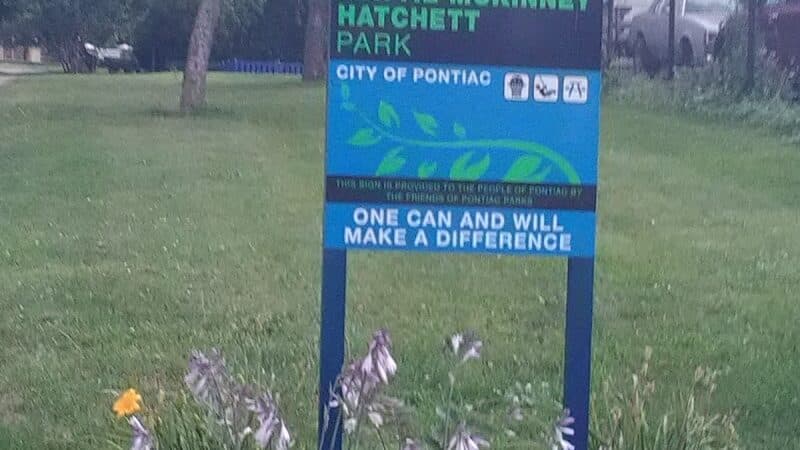 McKINNEY
HATCHETT
PARK
CITY OF PONTIAC
THIS SIGN IS PROVIDED TO THE PEOPLE OF PONTIAC BY
THE FRIENDS OF PONTIAC PARKS
ONE CAN AND WILL
MAKE A DIFFERENCE